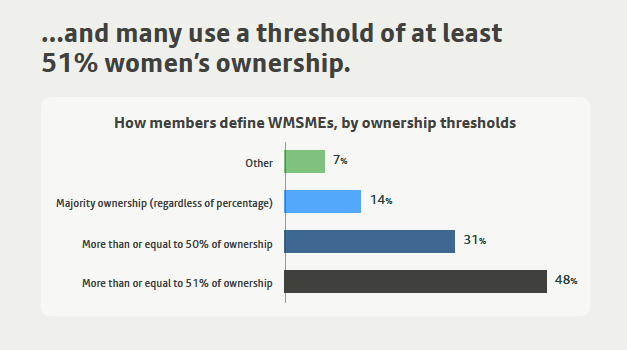 ...and many use a threshold of at least
51% women's ownership.
How members define WMSMEs, by ownership thresholds
Other 7%
Majority ownership (regardless of percentage) 14%
More than or equal to 50% of ownership 31%
More than or equal to 51% of ownership 48%